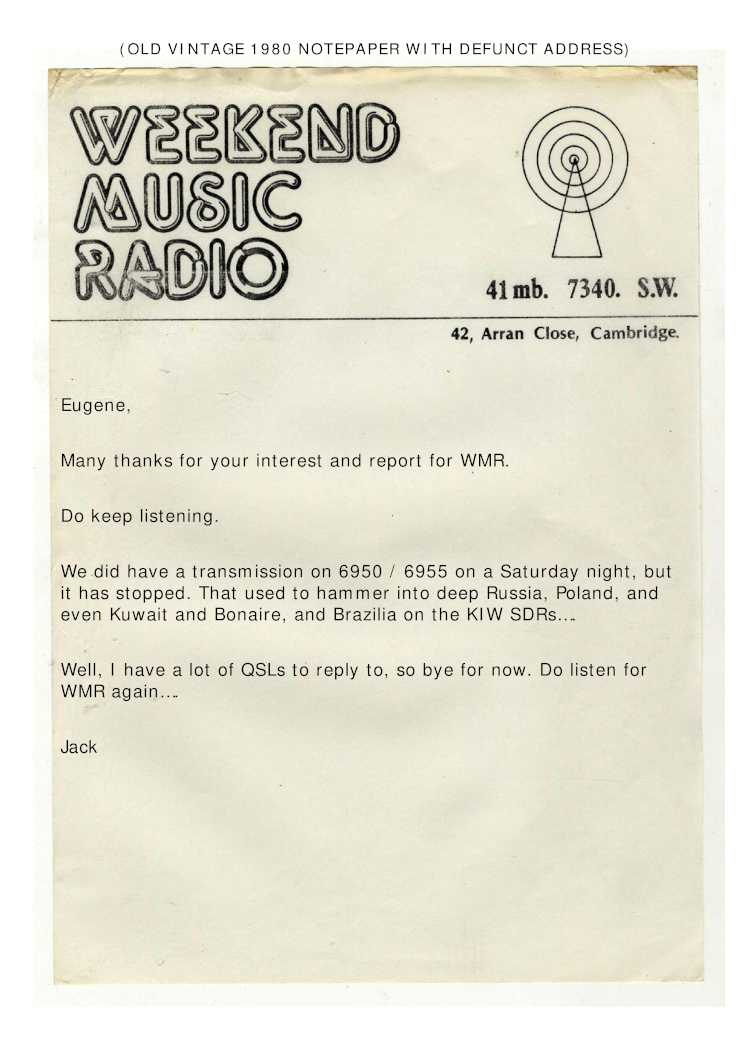 (OLD VINTAGE 1980 NOTEPAPER WITH DEFUNCT ADDRESS)
WEEKEND
MUSIC
RADIO
41 mb. 7340. S.W.
42, Arran Close, Cambridge.
Eugene,
Many thanks for your interest and report for WMR.
Do keep listening.
We did have a transmission on 6950 / 6955 on a Saturday night, but
it has stopped. That used to hammer into deep Russia, Poland, and
even Kuwait and Bonaire, and Brazilia on the KIW SDRs....
Well, I have a lot of QSLs to reply to, so bye for now. Do listen for
WMR again....
Jack